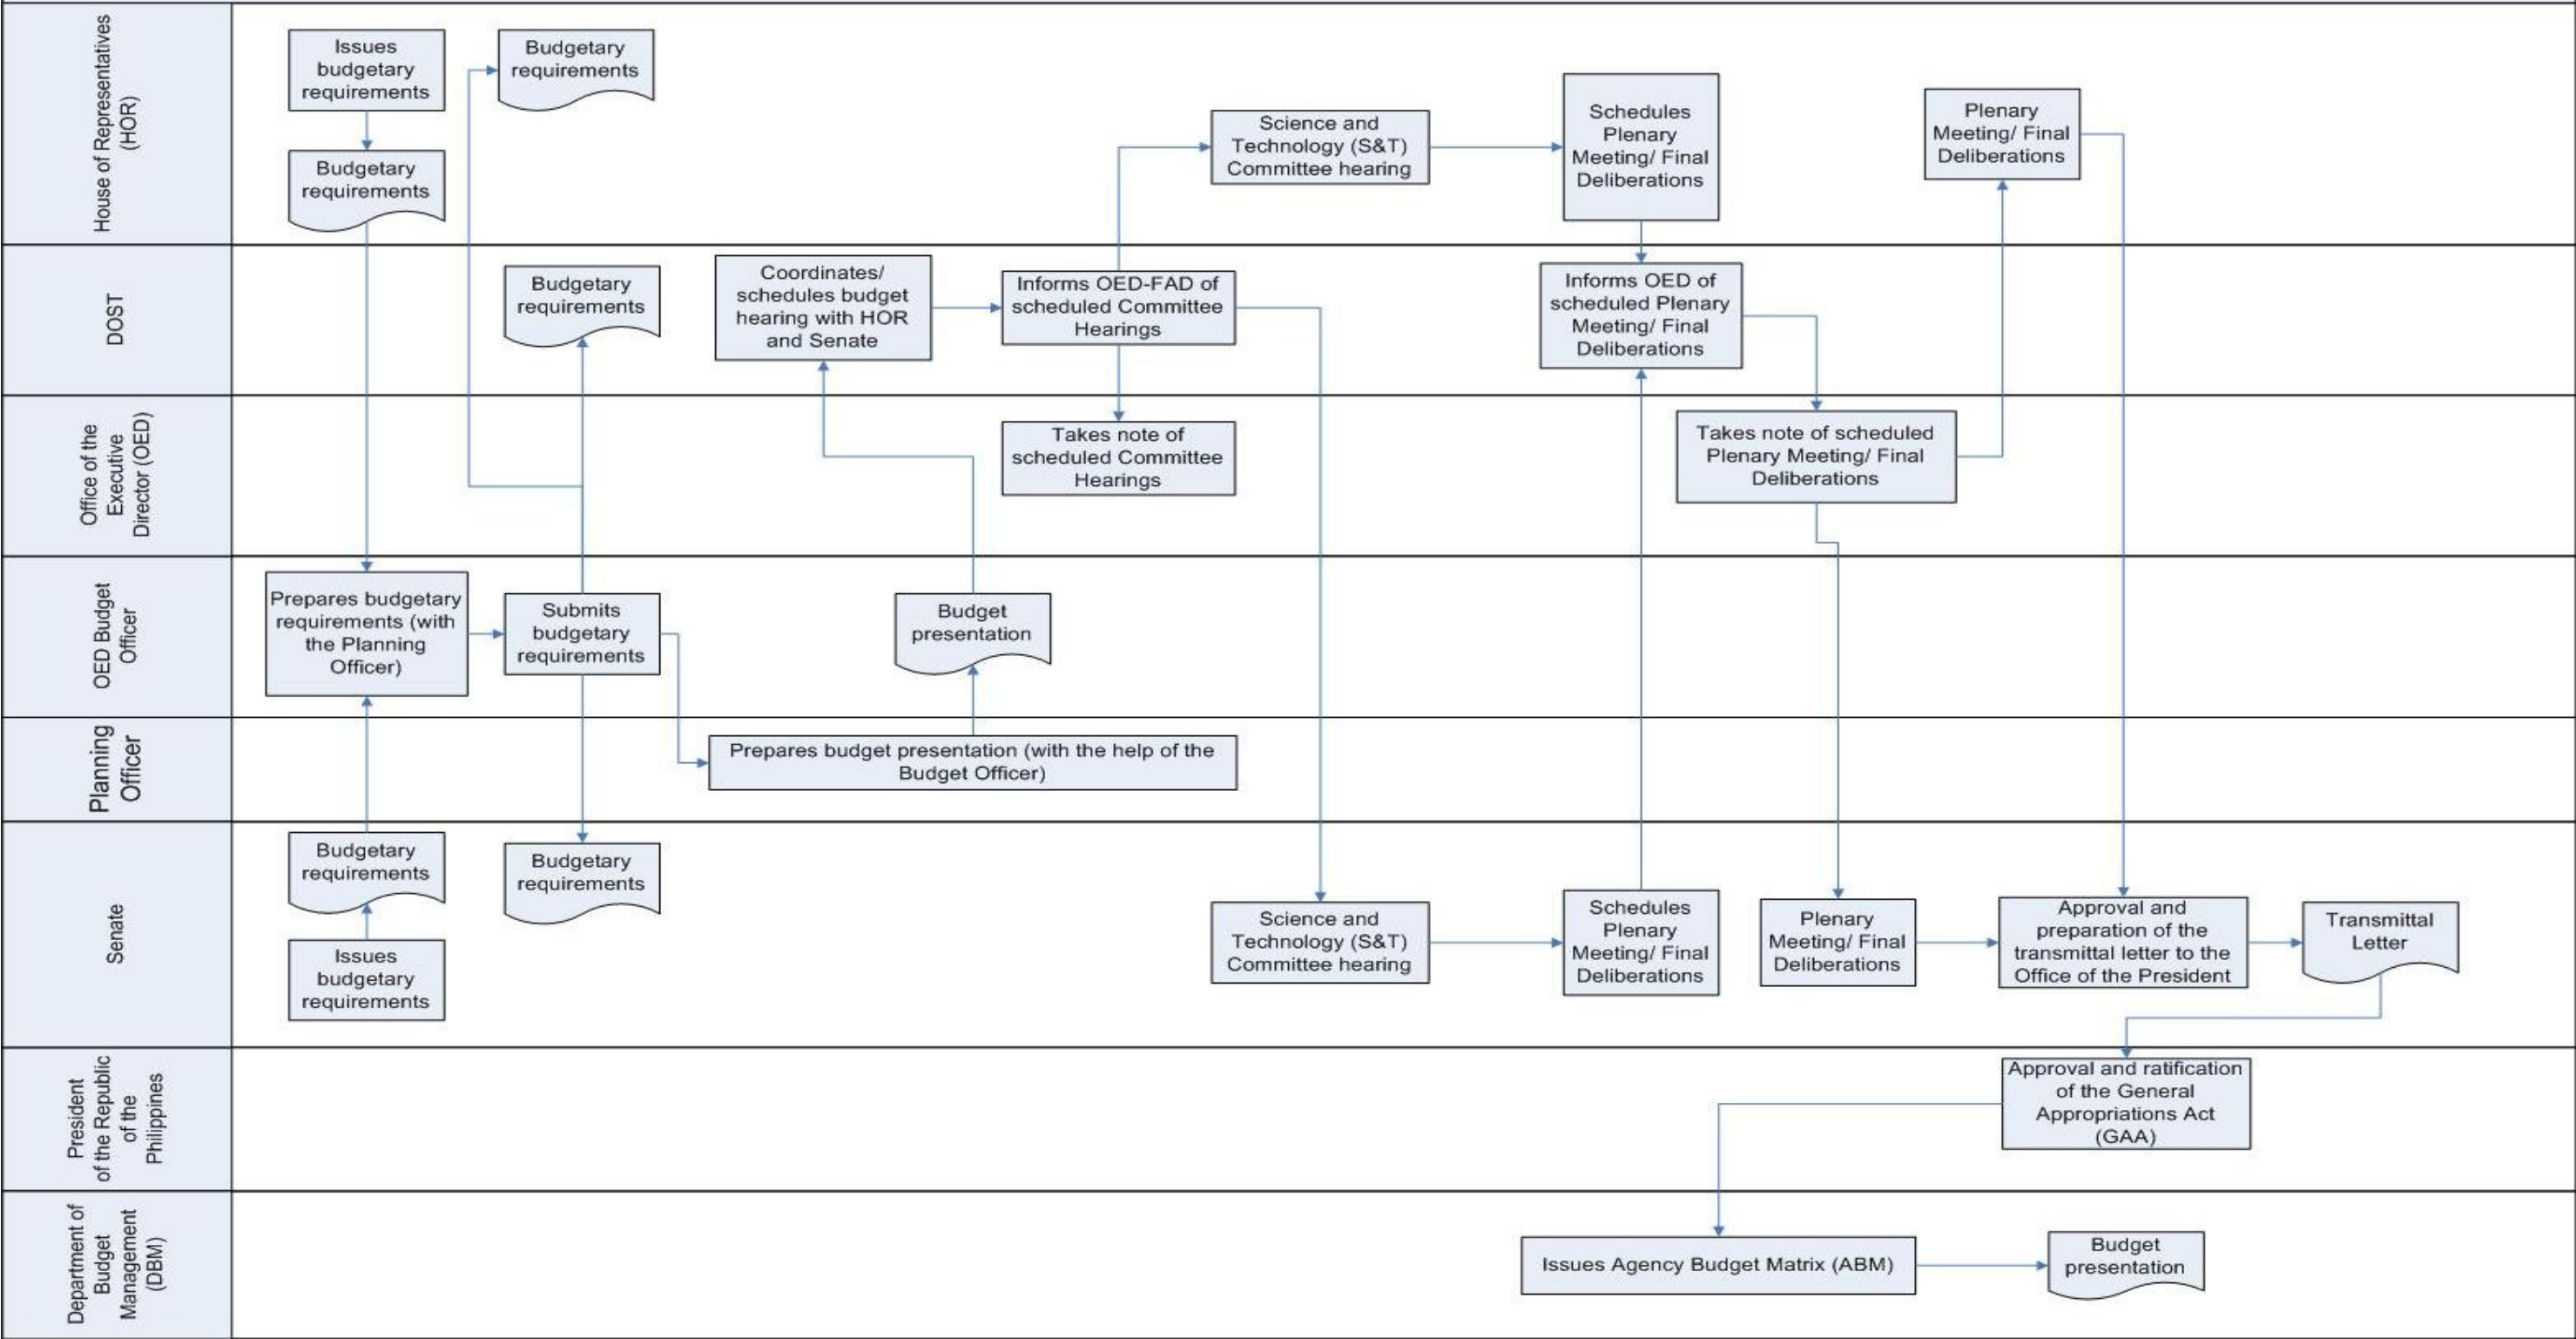 House of Representatives
(HOR)
Issues
budgetary
requirements
Budgetary
requirements
Budgetary
requirements
Science and
Technology (S&T)
Committee hearing
Schedules
Plenary
Meeting/ Final
Deliberations
Plenary
Meeting/ Final
Deliberations
DOST
Budgetary
requirements
Coordinates/
schedules budget
hearing with HOR
and Senate
Informs OED-FAD of
scheduled Committee
Hearings
Informs OED of
scheduled Plenary
Meeting/ Final
Deliberations
Office of the
Executive
Director (OED)
Takes note of
scheduled Committee
Hearings
Takes note of scheduled
Plenary Meeting/ Final
Deliberations
OED Budget
Officer
Prepares budgetary
requirements (with
the Planning
Officer)
Submits
budgetary
requirements
Budget
presentation
Planning
Officer
Prepares budget presentation (with the help of the
Budget Officer)
Senate
Budgetary
requirements
Issues
budgetary
requirements
Budgetary
requirements
Science and
Technology (S&T)
Committee hearing
Schedules
Plenary
Meeting/ Final
Deliberations
Plenary
Meeting/ Final
Deliberations
Approval and
preparation of the
transmittal letter to the
Office of the President
Transmittal
Letter
President
of the Republic
of the
Philippines
Approval and ratification
of the General
Appropriations Act
(GAA)
Department of
Budget
Management
(DBM)
Issues Agency Budget Matrix (ABM)
Budget
presentation